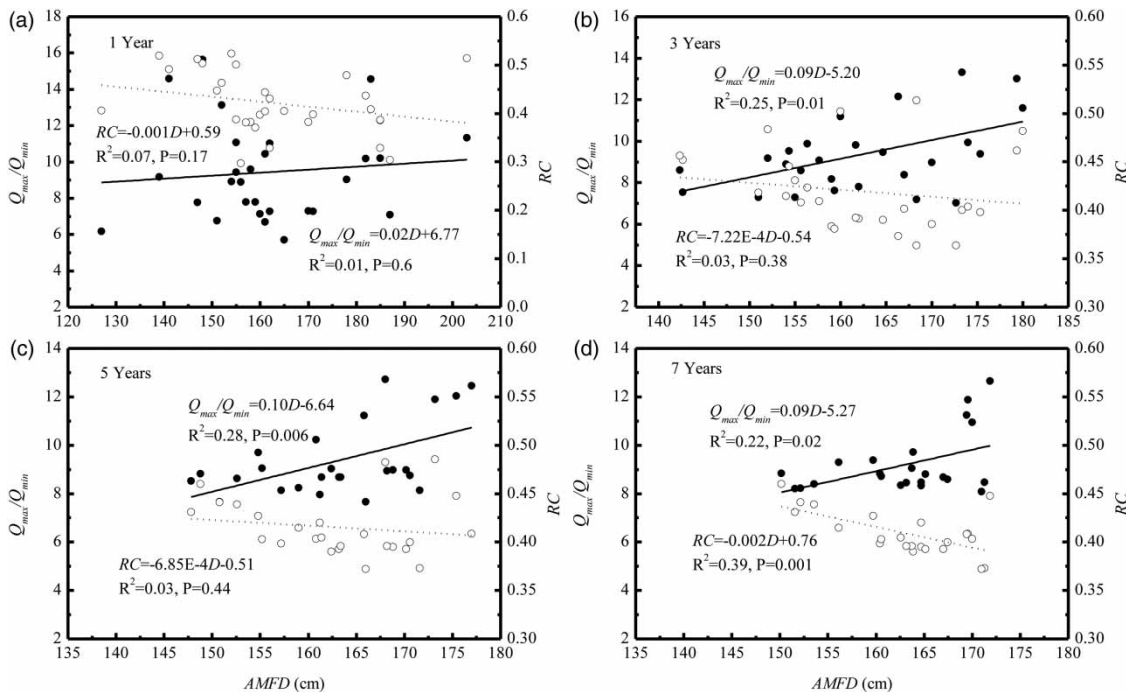 (a)
1 Year
18
16
14
12
10
8
6
4
2
Qmax/Qmin
0.6
0.5
0.4
0.3
0.2
0.1
0.0
RC
RC=-0.001D+0.59
R²=0.07, P=0.17
Qmax/Qmin=0.02D+6.77
R²=0.01, P=0.6
120 130 140 150 160 170 180 190 200 210
(b)
3 Years
16
14
12
10
8
6
4
2
Qmax/Qmin
0.60
0.55
0.50
0.45
0.40
0.35
0.30
RC
Qmax/Qmin=0.09D-5.20
R²=0.25, P=0.01
RC=-7.22E-4D-0.54
R²=0.03, P=0.38
140 145 150 155 160 165 170 175 180 185
(c)
5 Years
14
12
10
8
6
4
2
Qmax/Qmin
0.60
0.55
0.50
0.45
0.40
0.35
0.30
RC
Qmax/Qmin=0.10D-6.64
R²=0.28, P=0.006
RC=-6.85E-4D-0.51
R²=0.03, P=0.44
135 140 145 150 155 160 165 170 175 180
AMFD (cm)
(d)
7 Years
14
12
10
8
6
4
2
Qmax/Qmin
0.60
0.55
0.50
0.45
0.40
0.35
0.30
RC
Qmax/Qmin=0.09D-5.27
R²=0.22, P=0.02
RC=-0.002D+0.76
R²=0.39, P=0.001
135 140 145 150 155 160 165 170 175 180
AMFD (cm)